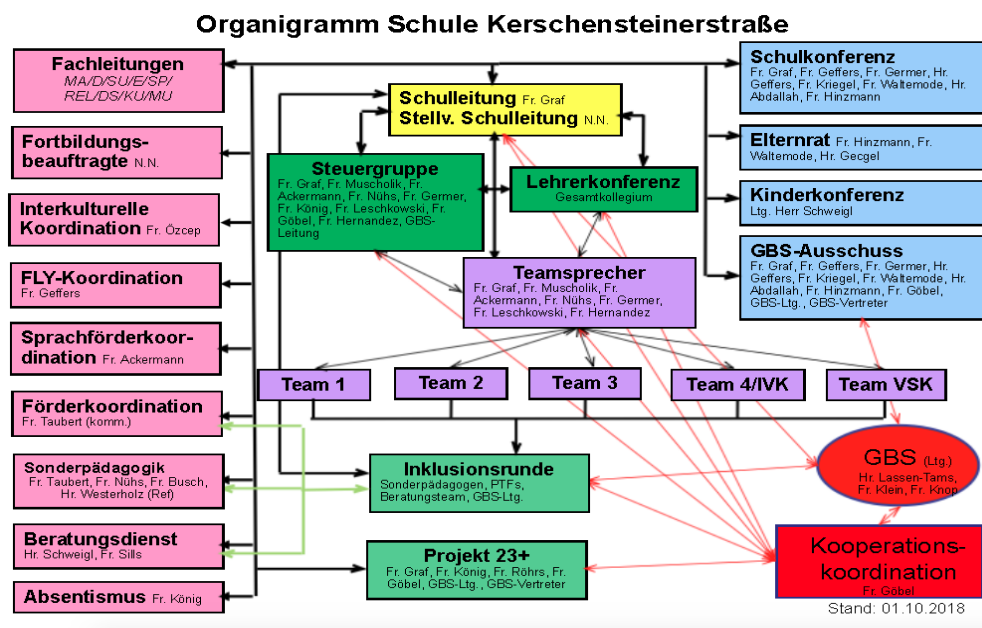 Organigramm Schule Kerschensteinerstraße
Fachleitungen
MA/D/SU/E/SP/
REL/DS/KU/MU
Fortbildungs-
beauftragte N.N.
Interkulturelle
Koordination Fr. Özcep
FLY-Koordination
Fr. Geffers
Sprachförderkoor-
dination Fr. Ackermann
Förderkoordination
Fr. Taubert (komm.)
Sonderpädagogik
Fr. Taubert, Fr. Nühs, Fr. Busch,
Hr. Westerholz (Ref)
Beratungsdienst
Hr. Schweigl, Fr. Sills
Absentismus Fr. König
Schulleitung Fr. Graf
Stellv. Schulleitung N.N.
Steuergruppe
Fr. Graf, Fr. Muscholik, Fr.
Ackermann, Fr. Nühs, Fr. Germer,
Fr. König, Fr. Leschkowski, Fr.
Göbel, Fr. Hernandez, GBS-
Leitung
Lehrerkonferenz
Gesamtkollegium
Teamsprecher
Fr. Graf, Fr. Muscholik, Fr.
Ackermann, Fr. Nühs, Fr. Germer,
Fr. Leschkowski, Fr. Hernandez
Team 1
Team 2
Team 3
Team 4/IVK
Team VSK
Inklusionsrunde
Sonderpädagogen, PTFs,
Beratungsteam, GBS-Ltg.
Projekt 23+
Fr. Graf, Fr. König, Fr. Röhrs, Fr.
Göbel, GBS-Ltg., GBS-Vertreter
Schulkonferenz
Fr. Graf, Fr. Geffers, Fr. Germer, Hr.
Geffers, Fr. Kriegel, Fr. Waltemode, Hr.
Abdallah, Fr. Hinzmann
Elternrat Fr. Hinzmann, Fr.
Waltemode, Hr. Gecgel
Kinderkonferenz
Ltg. Herr Schweigl
GBS-Ausschuss
Fr. Graf, Fr. Geffers, Fr. Germer, Hr.
Geffers, Fr. Kriegel, Fr. Waltemode, Hr.
Abdallah, Fr. Hinzmann, Fr. Göbel,
GBS-Ltg., GBS-Vertreter
GBS (Ltg.)
Hr. Lassen-Tams,
Fr. Klein, Fr. Knop
Kooperations-
koordination
Fr. Göbel
Stand: 01.10.2018